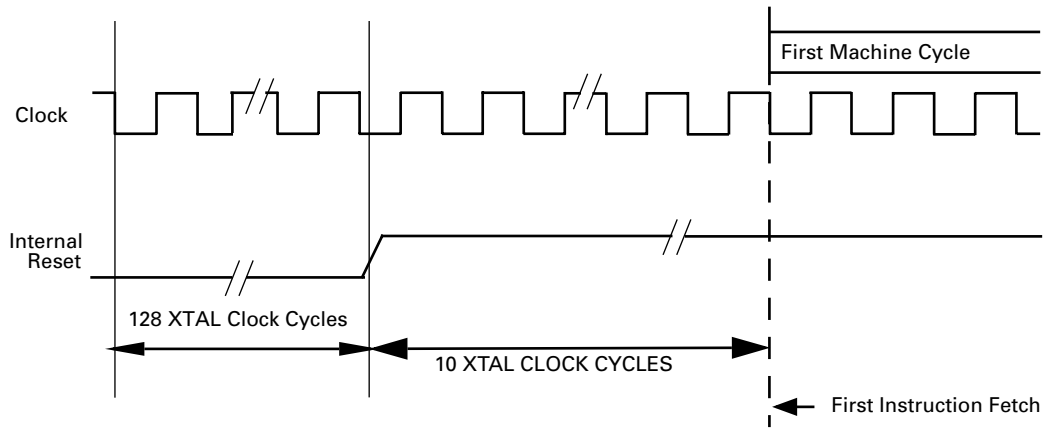 First Machine Cycle
Clock
Internal
Reset
128 XTAL Clock Cycles
10 XTAL CLOCK CYCLES
First Instruction Fetch